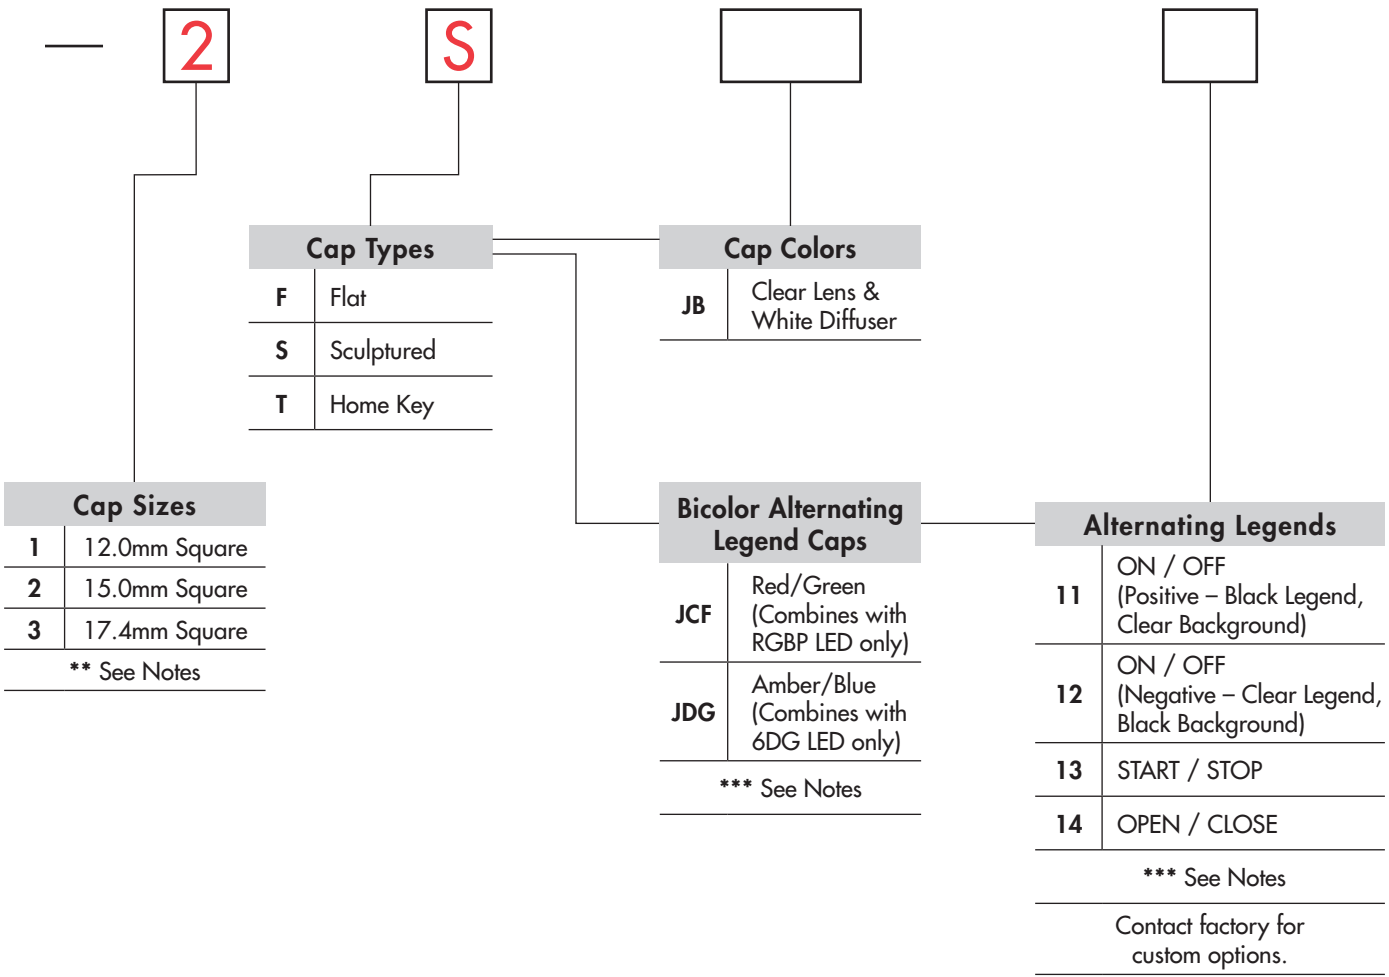 — 2 S
Cap Types
F Flat
S Sculptured
T Home Key
Cap Colors
JB Clear Lens &
White Diffuser
Cap Sizes
1 12.0mm Square
2 15.0mm Square
3 17.4mm Square
** See Notes
Bicolor Alternating
Legend Caps
JCF Red/Green
(Combines with
RGBP LED only)
JDG Amber/Blue
(Combines with
6DG LED only)
*** See Notes
Alternating Legends
11 ON / OFF
(Positive – Black Legend,
Clear Background)
12 ON / OFF
(Negative – Clear Legend,
Black Background)
13 START / STOP
14 OPEN / CLOSE
*** See Notes
Contact factory for
custom options.